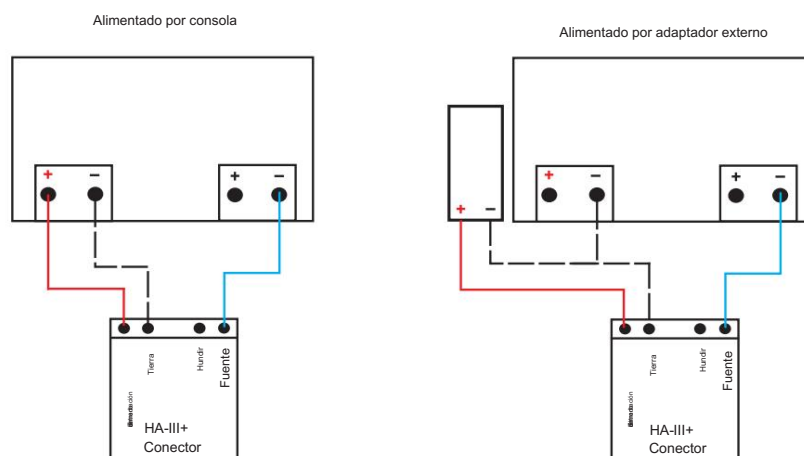 Alimentado por consola
+ −
+ −
Tierra
Hundir
Fuente
HA-III+
Conector
Alimentado por adaptador externo
+ −
+ −
+ −
Tierra
Hundir
Fuente
HA-III+
Conector